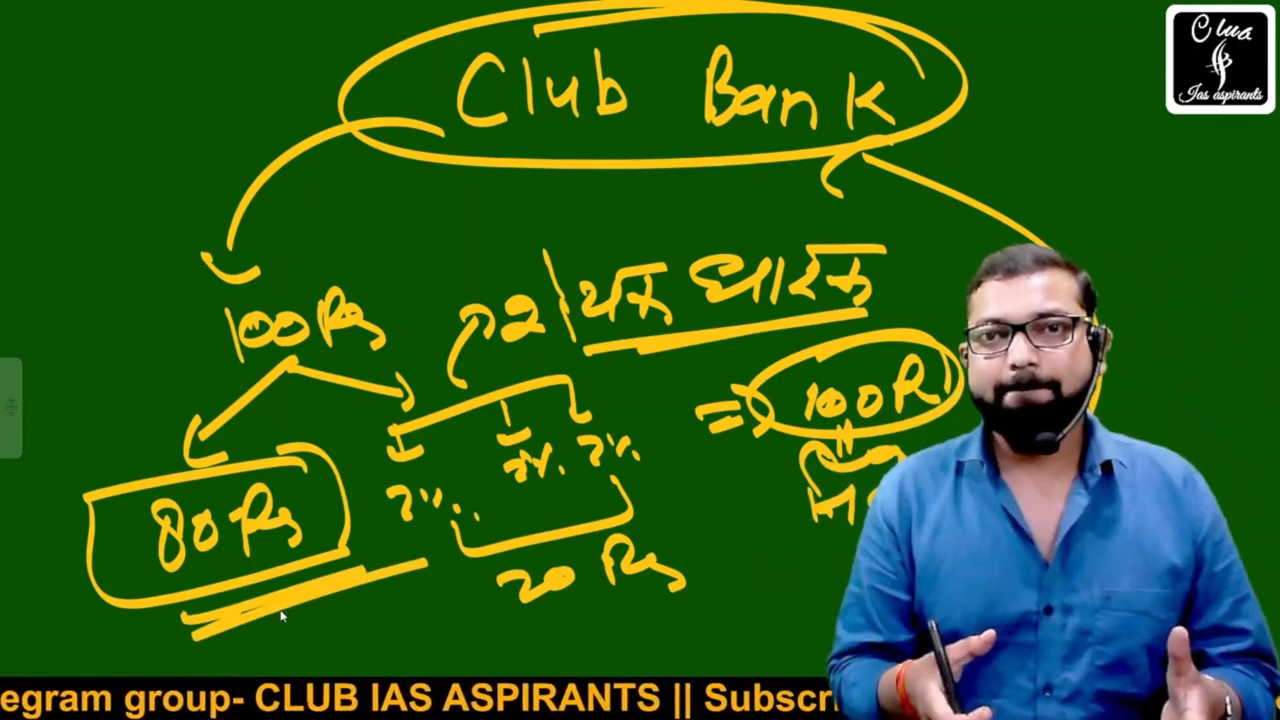 Club Bank
Club
Ias aspirants
100 Rs
धारक
= 100 R
80 Rs
?%.. ?%. ?%.
20 Rs
egram group- CLUB IAS ASPIRANTS || Subscri